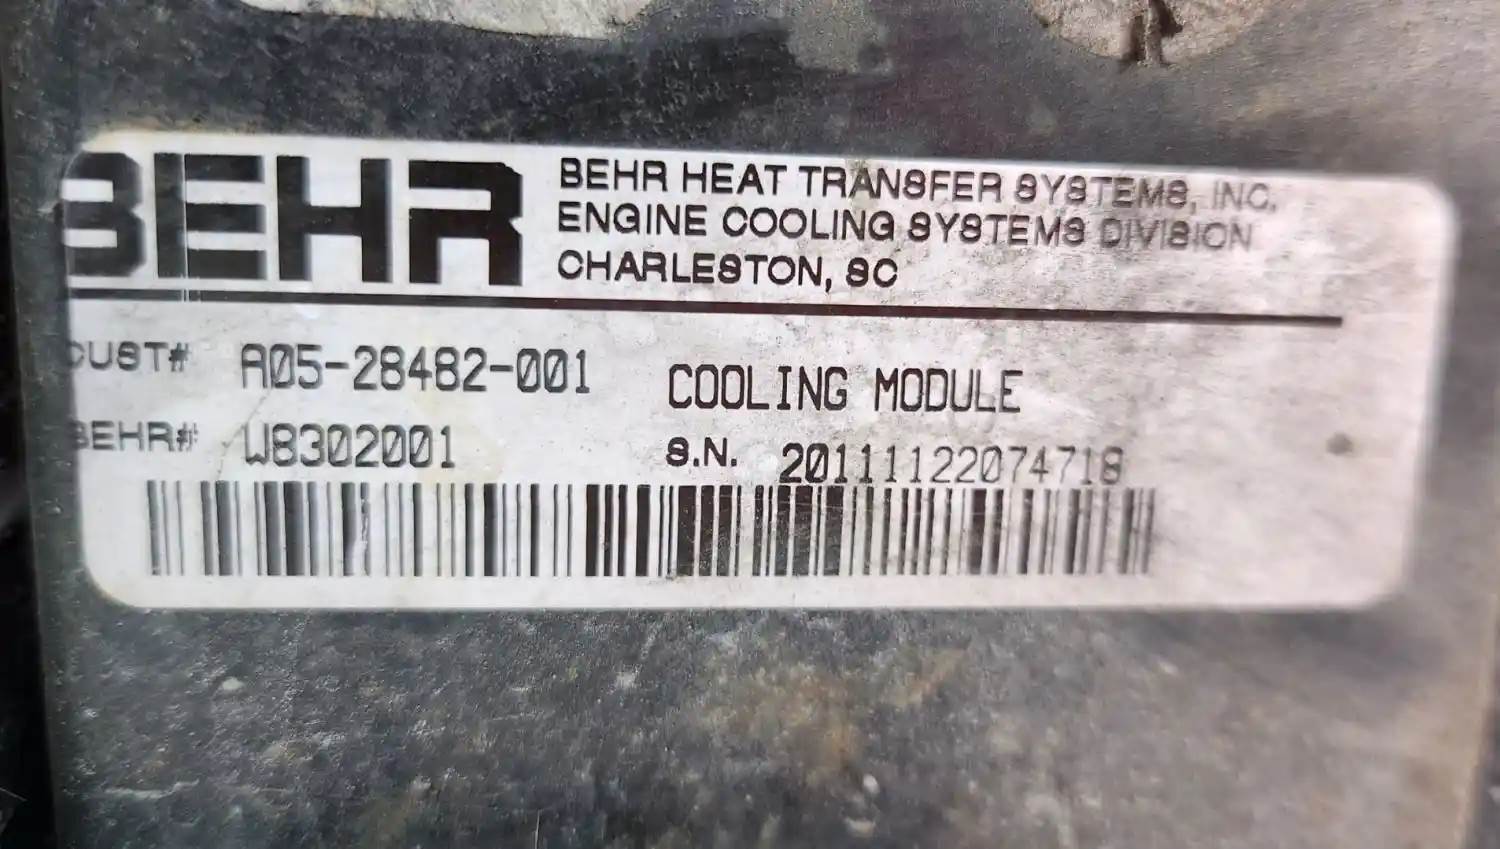 BEHR
BEHR HEAT TRANSFER SYSTEMS, INC.
ENGINE COOLING SYSTEMS DIVISION
CHARLESTON, SC
CUST# A05-28482-001 COOLING MODULE
BEHR# W8302001 S.N. 20111122074718